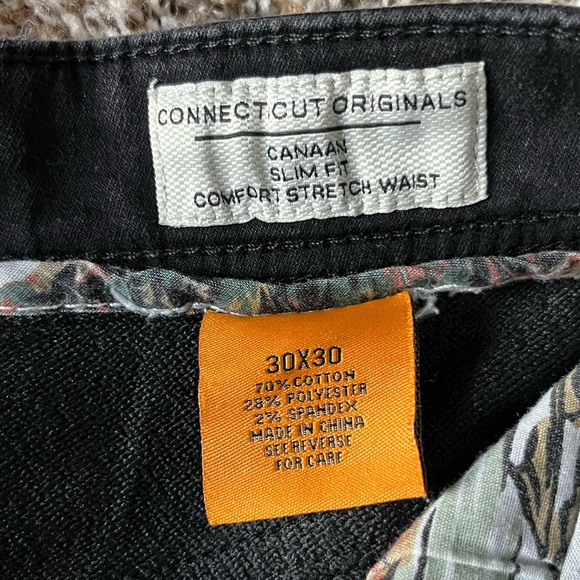 CONNECTCUT ORIGINALS
CANAAN
SLIM FIT
COMFORT STRETCH WAIST
30X30
70% COTTON
28% POLYESTER
2% SPANDEX
MADE IN CHINA
SEE REVERSE
FOR CARE